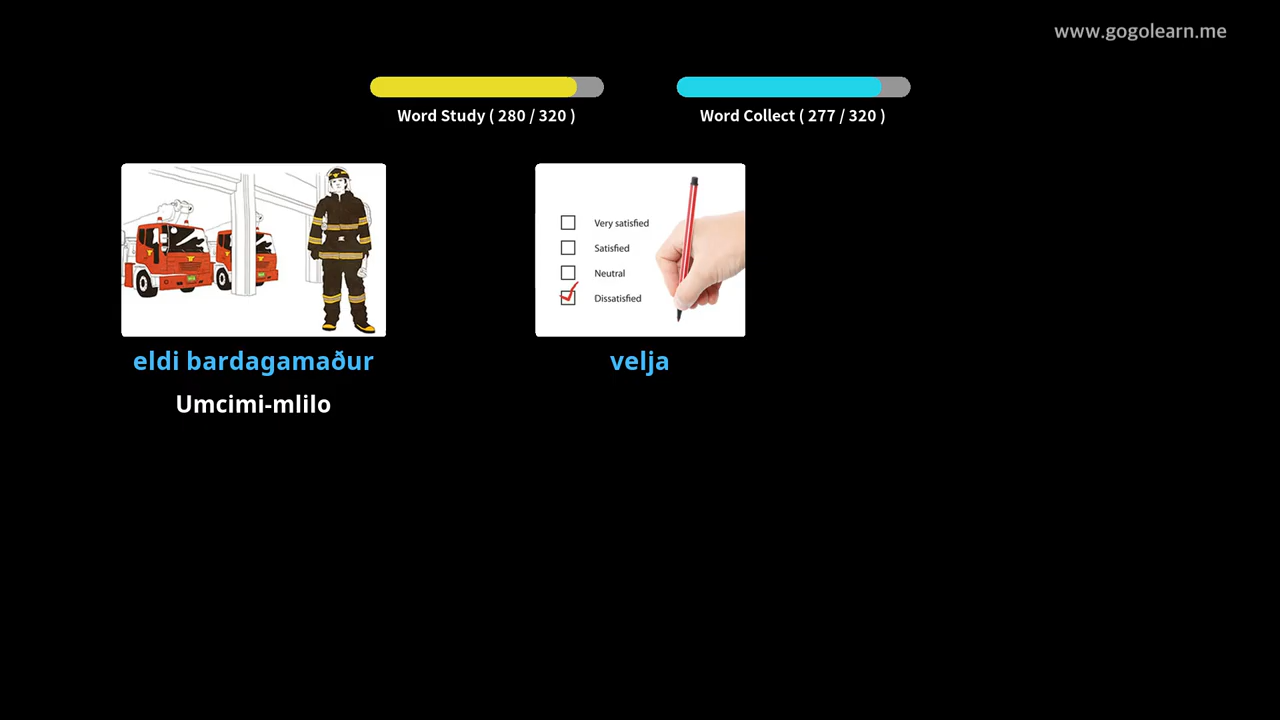 www.gogolearn.me
Word Study ( 280 / 320 )
Word Collect ( 277 / 320 )
Very satisfied
Satisfied
Neutral
Dissatisfied
eldi bardagamaður
velja
Umcimi-mlilo